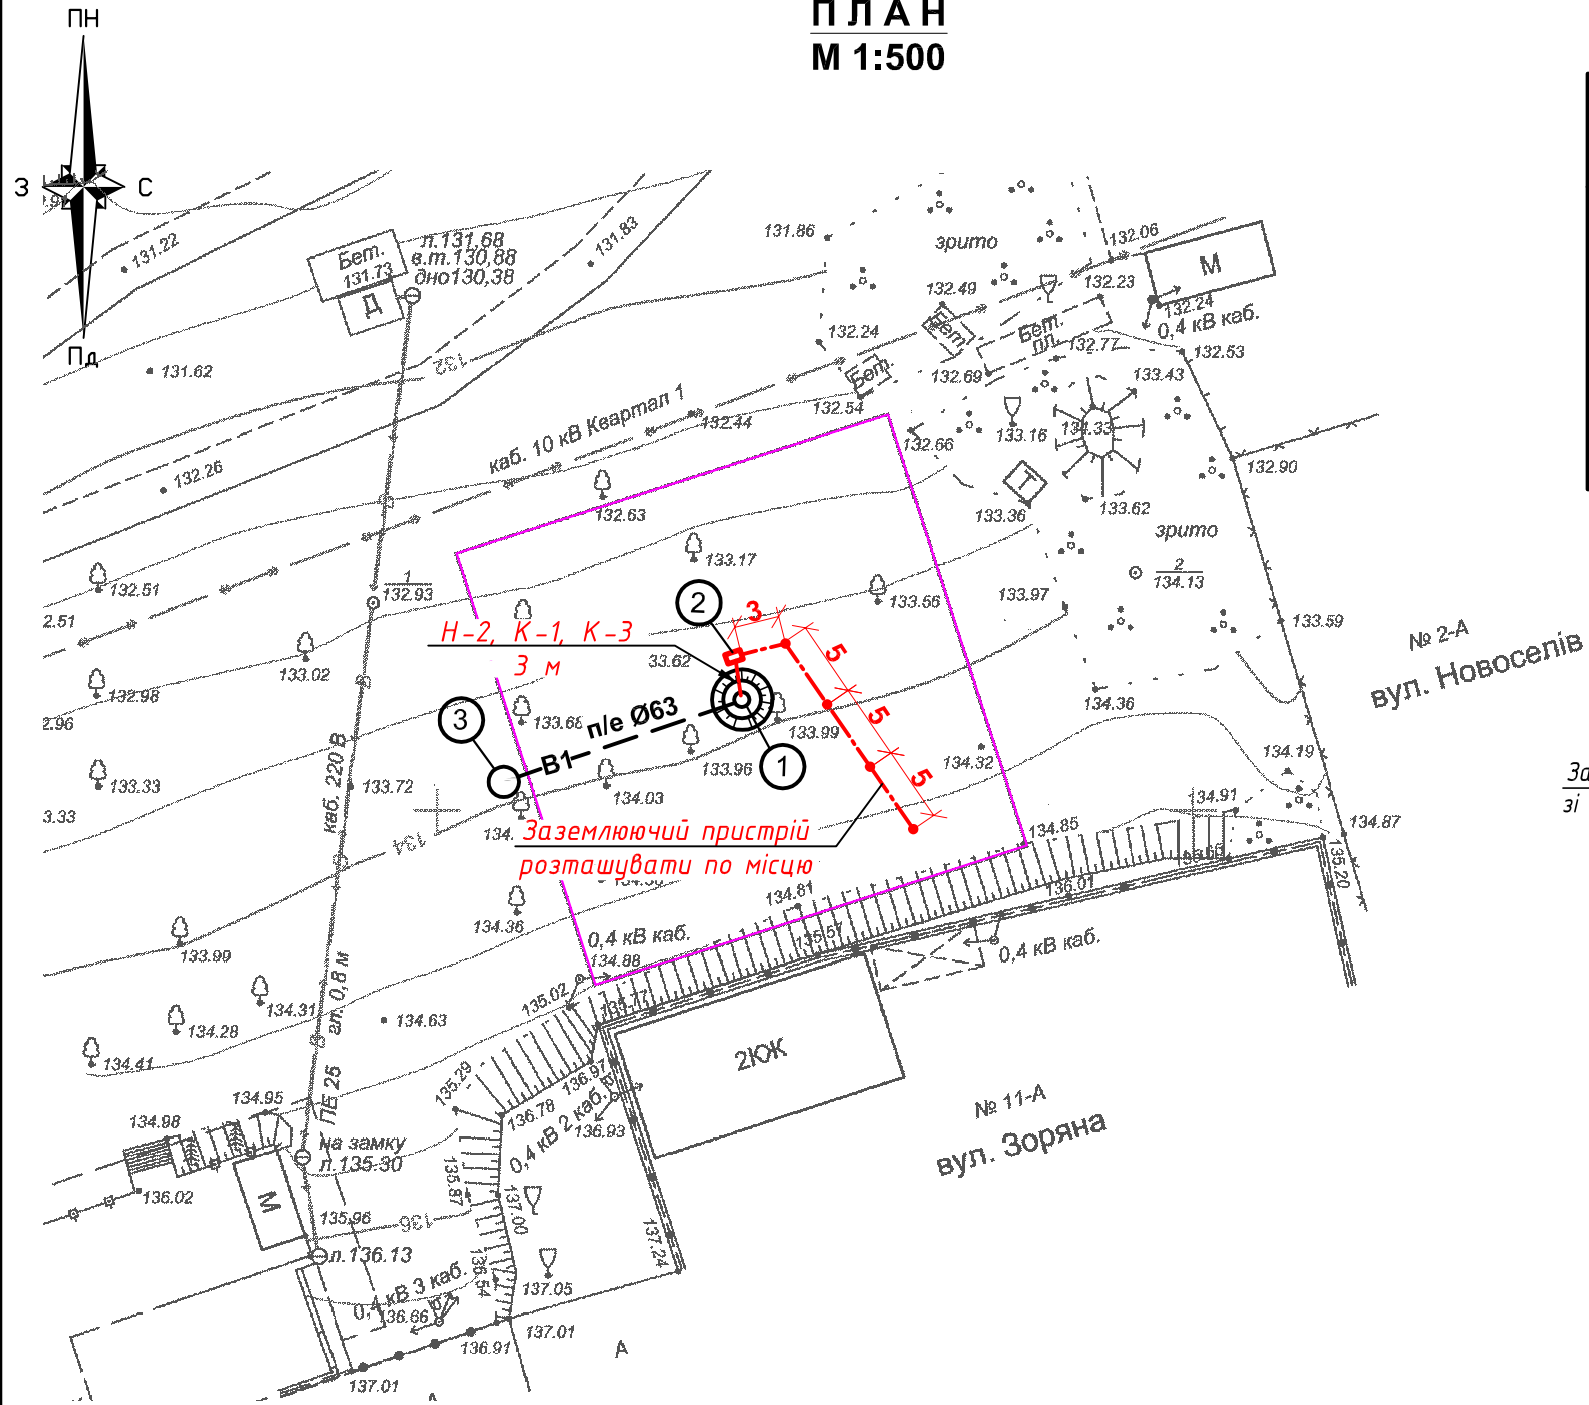 ПЛАН
М 1:500
ПН
З
С
Пд
131.22
Бет.
131.73
Д
л.131,68
в.т.130,88
дно130,38
131.83
131.86
зрито
132.06
М
132.23
132.24
0,4 кВ каб.
132.49
132.24
Бет.
Бет.
пл.
132.77
132.53
131.62
132
Бет.
132.69
133.43
132.54
каб. 10 кВ Квартал 1
132.44
132.66
133.16
134.33
132.90
132.26
132.63
Т
133.36
133.62
зрито
133.17
132.51
1
132.93
2
134.13
133.56
133.97
2.51
2
3
133.59
№ 2-А
вул. Новоселів
Н-2, К-1, К-3
3 м
33.62
5
133.02
132.98
2.96
3
133.68
п/е Ø63
5
133.99
134.36
В1
1
133.96
134.32
134.19
133.33
каб. 220 В
133.72
134.03
5
За
зі
3.33
134
134.
134.91
Заземлюючий пристрій
розташувати по місцю
134.85
134.87
135.20
136.01
134.81
134.36
0,4 кВ каб.
135.57
0,4 кВ каб.
133.99
134.88
гл. 0,8 м
135.02
135.77
134.31
134.28
134.63
134.41
2КЖ
135.29
136.97
134.95
ПЕ 25
136.78
0,4 кВ 2 каб.
136.93
№ 11-А
вул. Зоряна
134.98
на замку
л.135.30
135.87
136.02
М
135.96
136
137.00
137.24
л.136.13
136.54
0,4 кВ 3 каб.
137.05
136.66
137.01
136.91
А
137.01